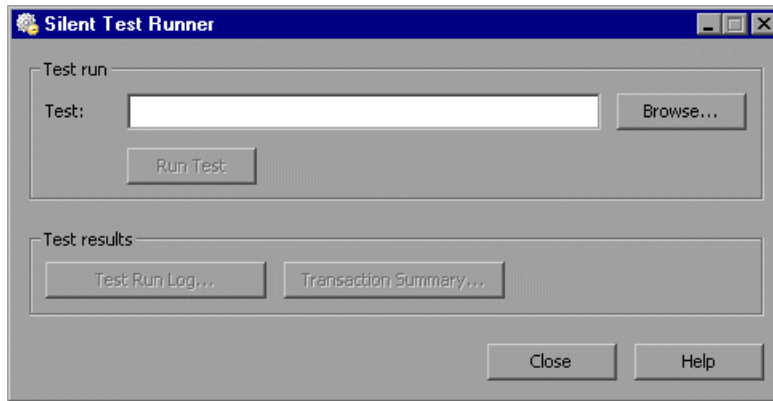 Silent Test Runner
Test run
Test:
Browse...
Run Test
Test results
Test Run Log...
Transaction Summary...
Close
Help